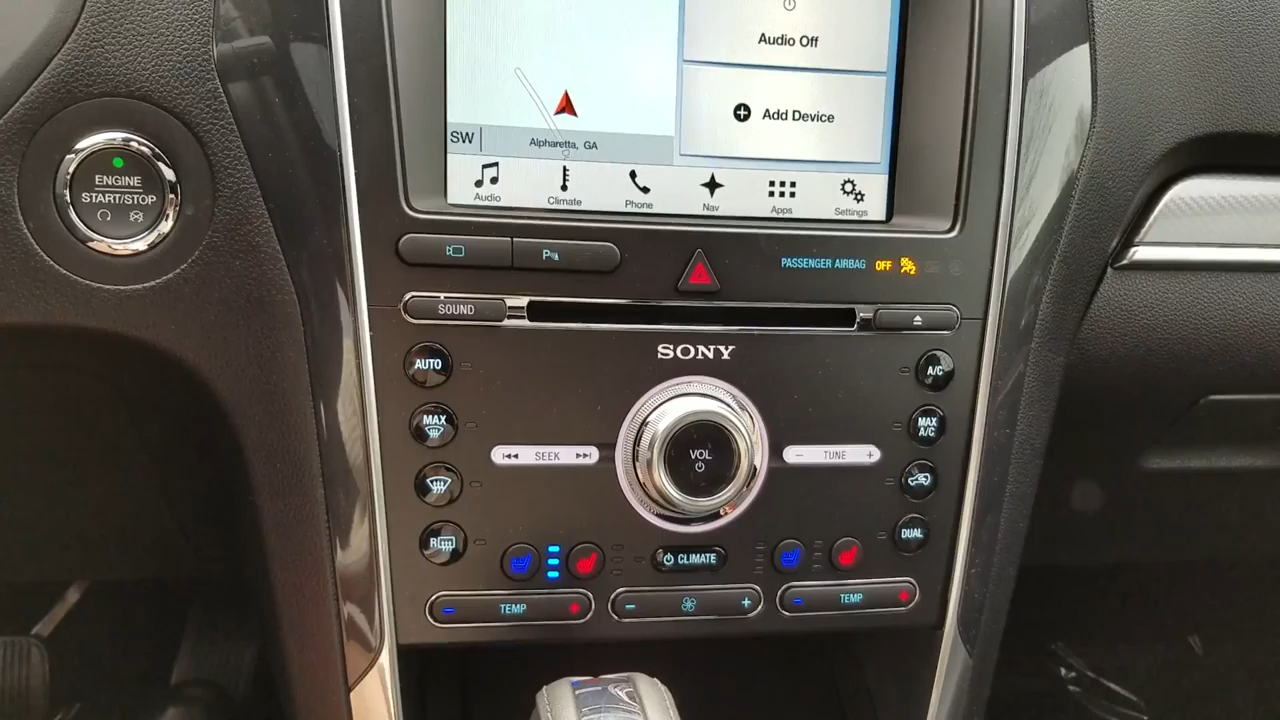 Audio Off
Add Device
SW
Alpharetta, GA
Audio
Climate
Phone
Nav
Apps
Settings
ENGINE
START/STOP
P
PASSENGER AIRBAG OFF
2
SOUND
SONY
AUTO
A/C
MAX
MAX
A/C
SEEK
VOL
− TUNE +
R
DUAL
CLIMATE
− TEMP +
− +
− TEMP +